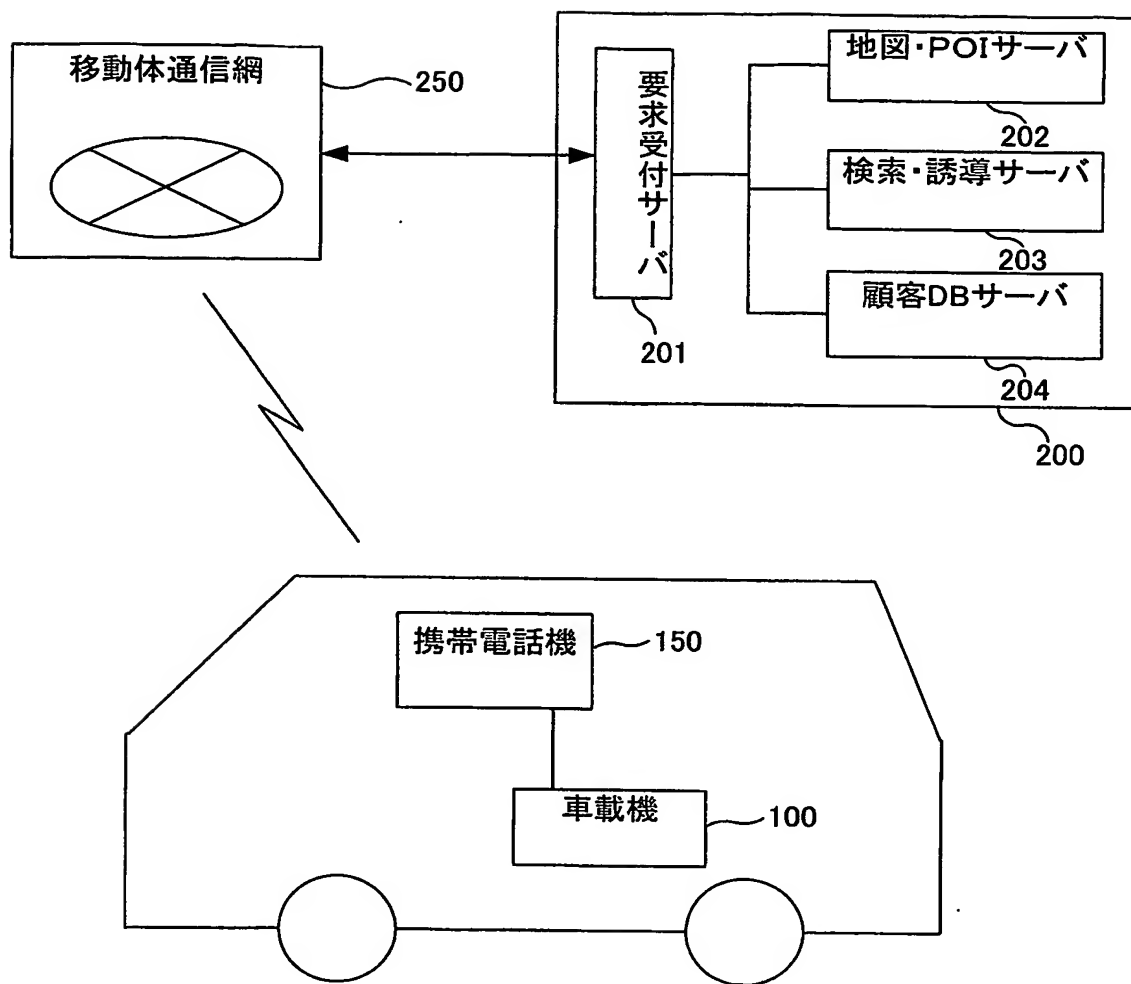 移動体通信網
250
要求受付サーバ
201
地図・POIサーバ
202
検索・誘導サーバ
203
顧客DBサーバ
204
200
携帯電話機
150
車載機
100